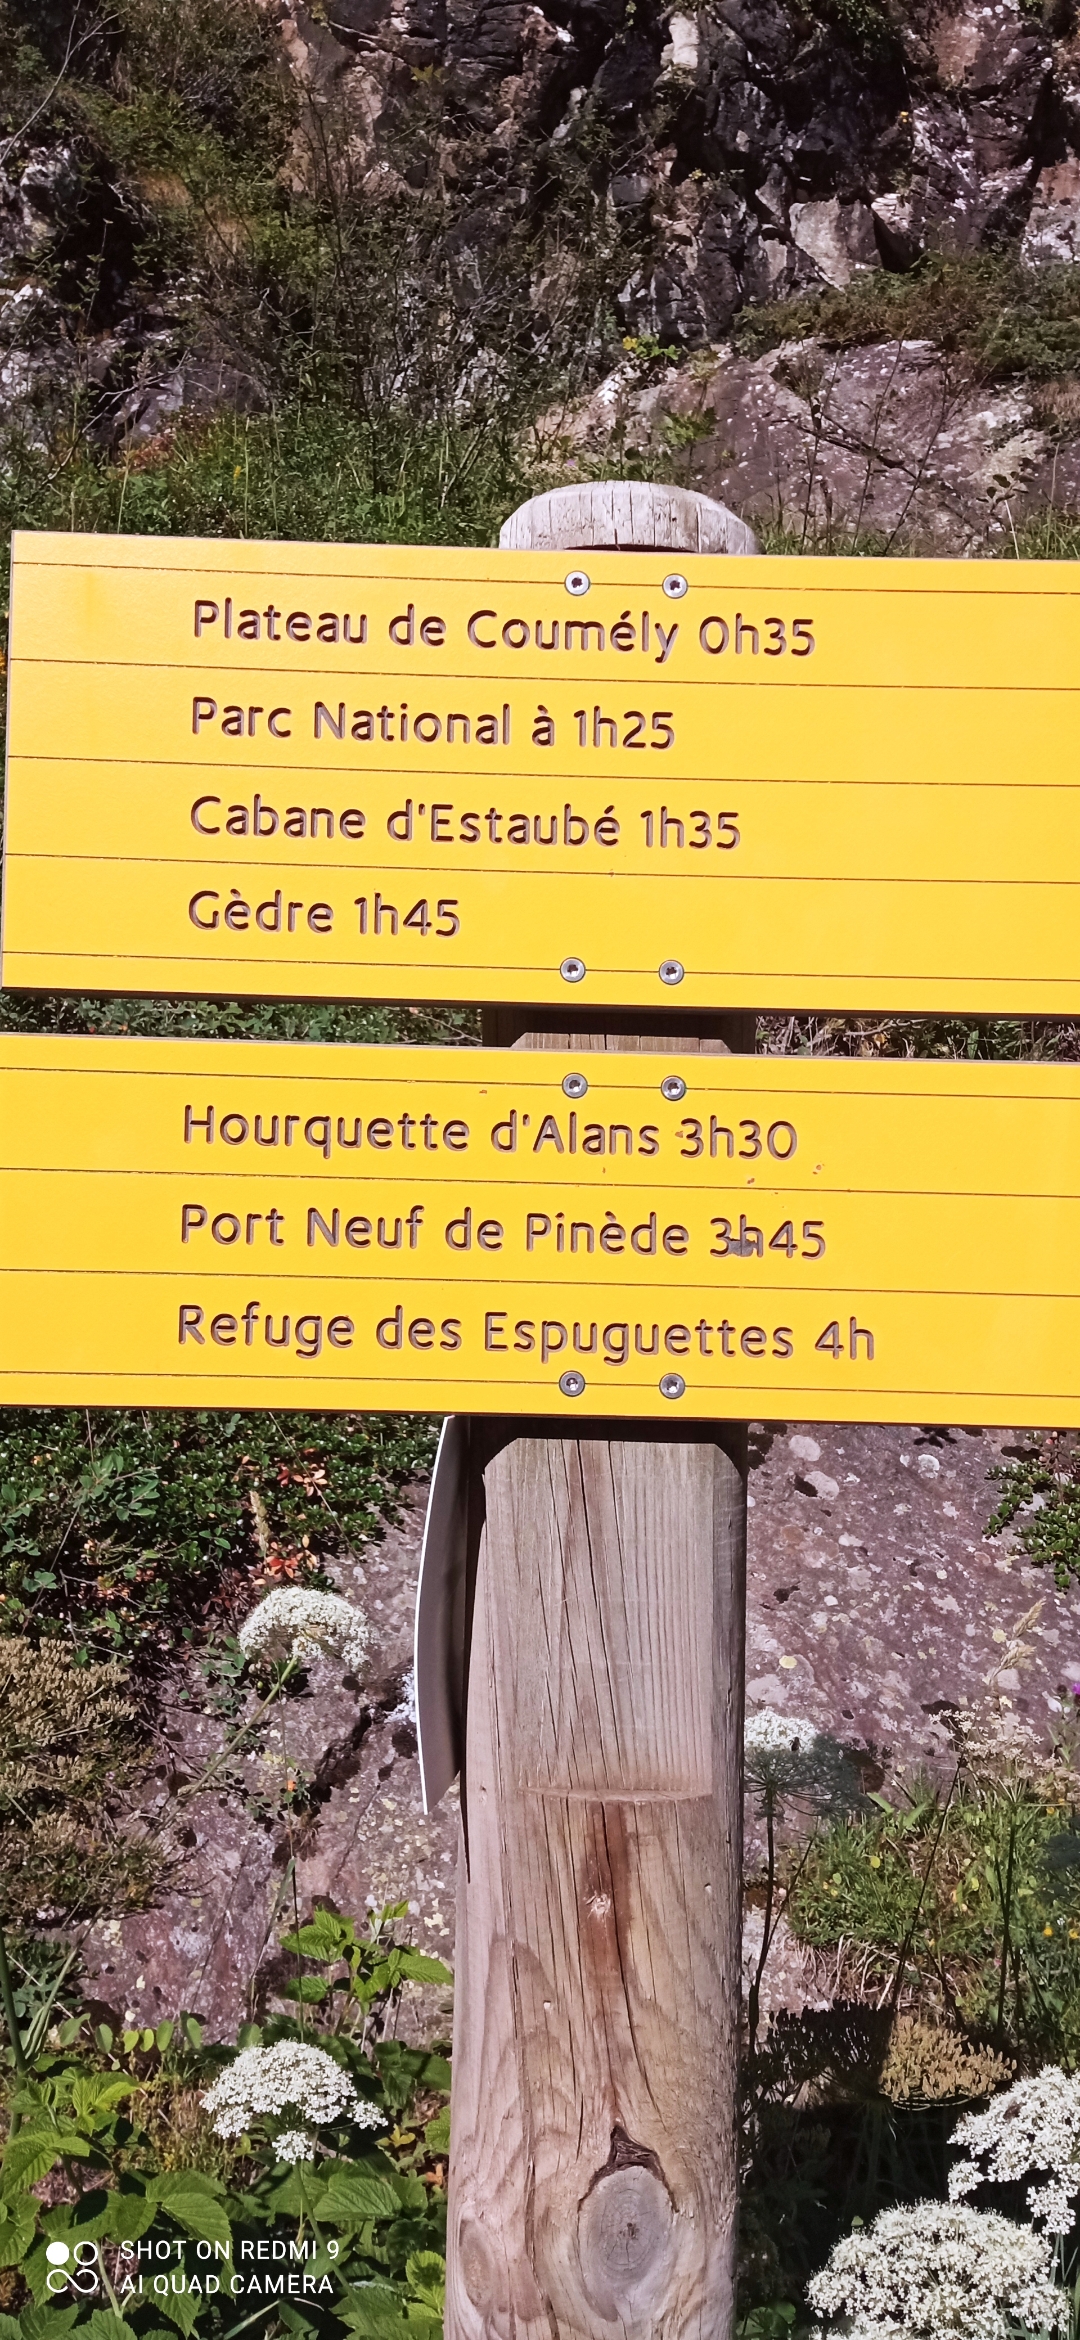 Plateau de Coumély 0h35
Parc National à 1h25
Cabane d'Estaubé 1h35
Gèdre 1h45
Hourquette d'Alans 3h30
Port Neuf de Pinède 3h45
Refuge des Espuguettes 4h
SHOT ON REDMI 9
AI QUAD CAMERA